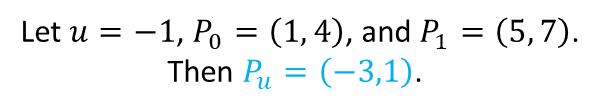 Let 𝑢 = −1, 𝑃₀ = (1, 4), and 𝑃₁ = (5, 7).
Then 𝑃ᵤ = (−3,1).